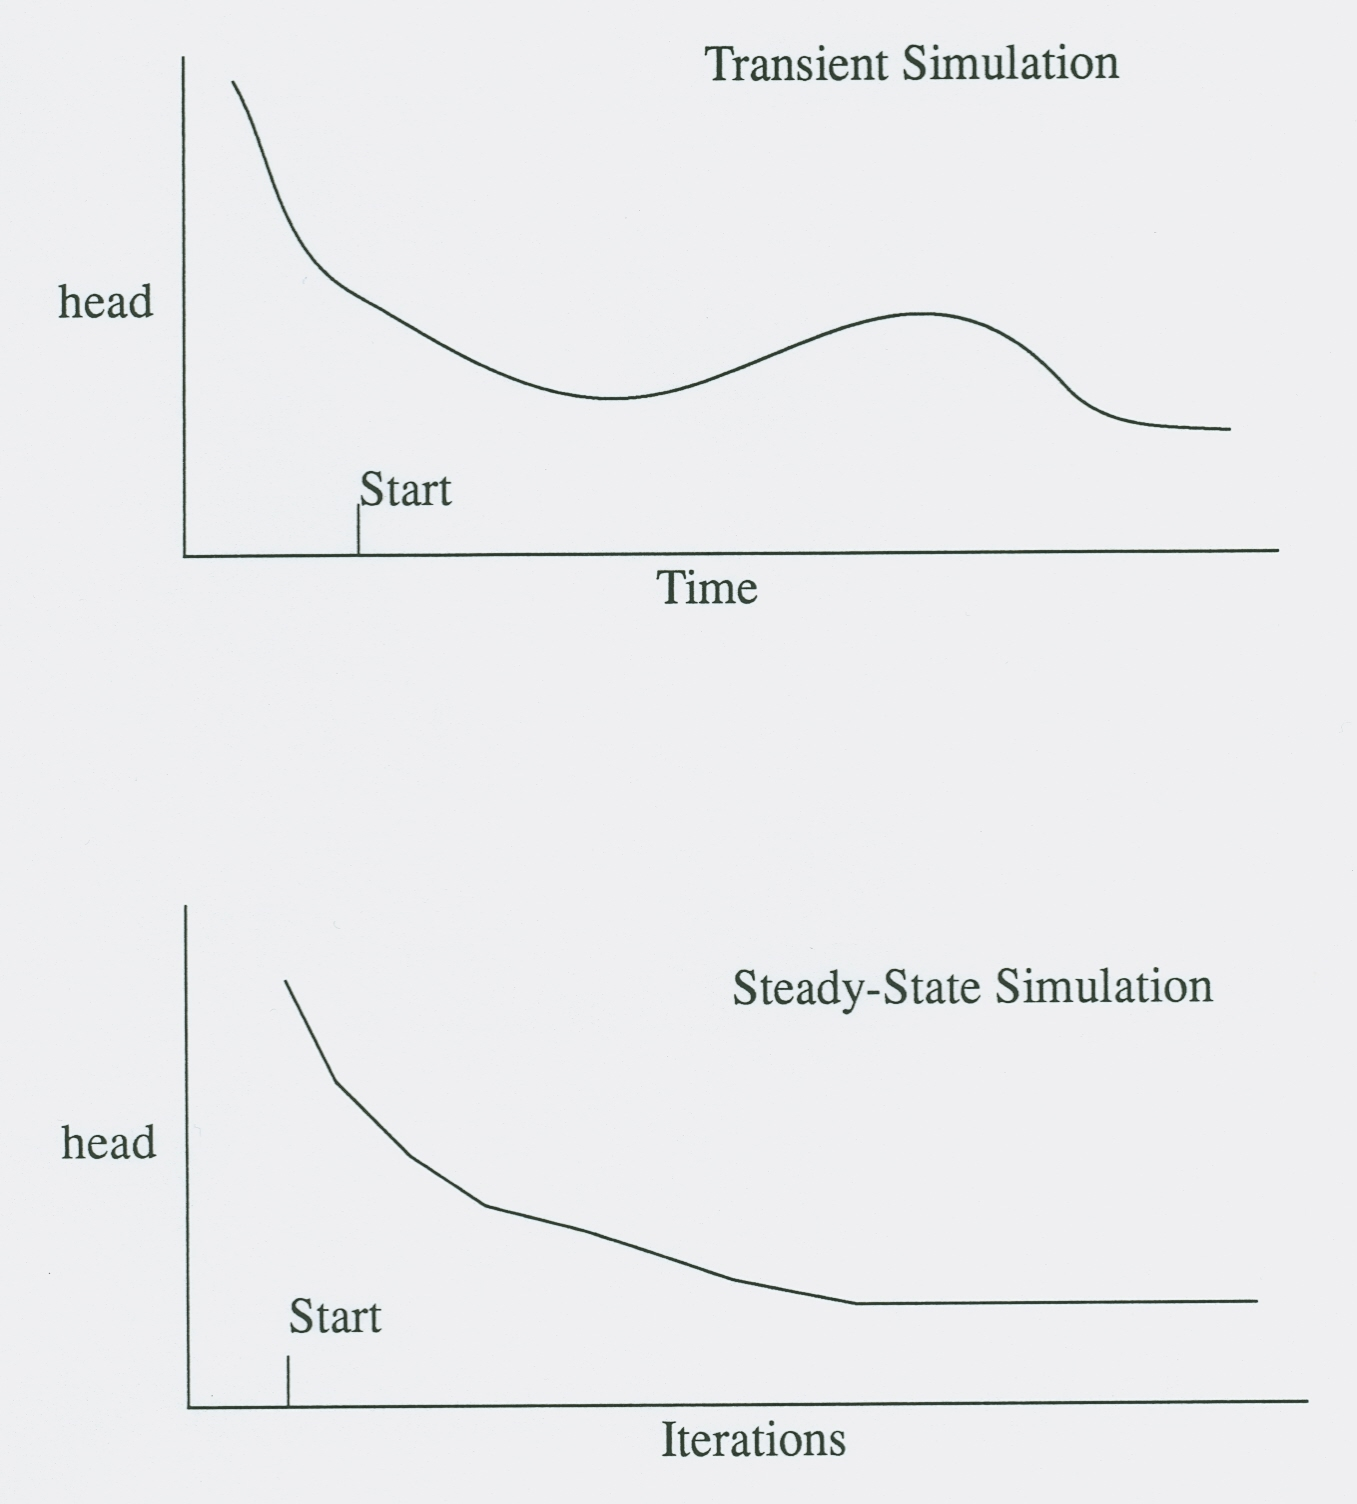 Transient Simulation
head
Start
Time
Steady-State Simulation
head
Start
Iterations